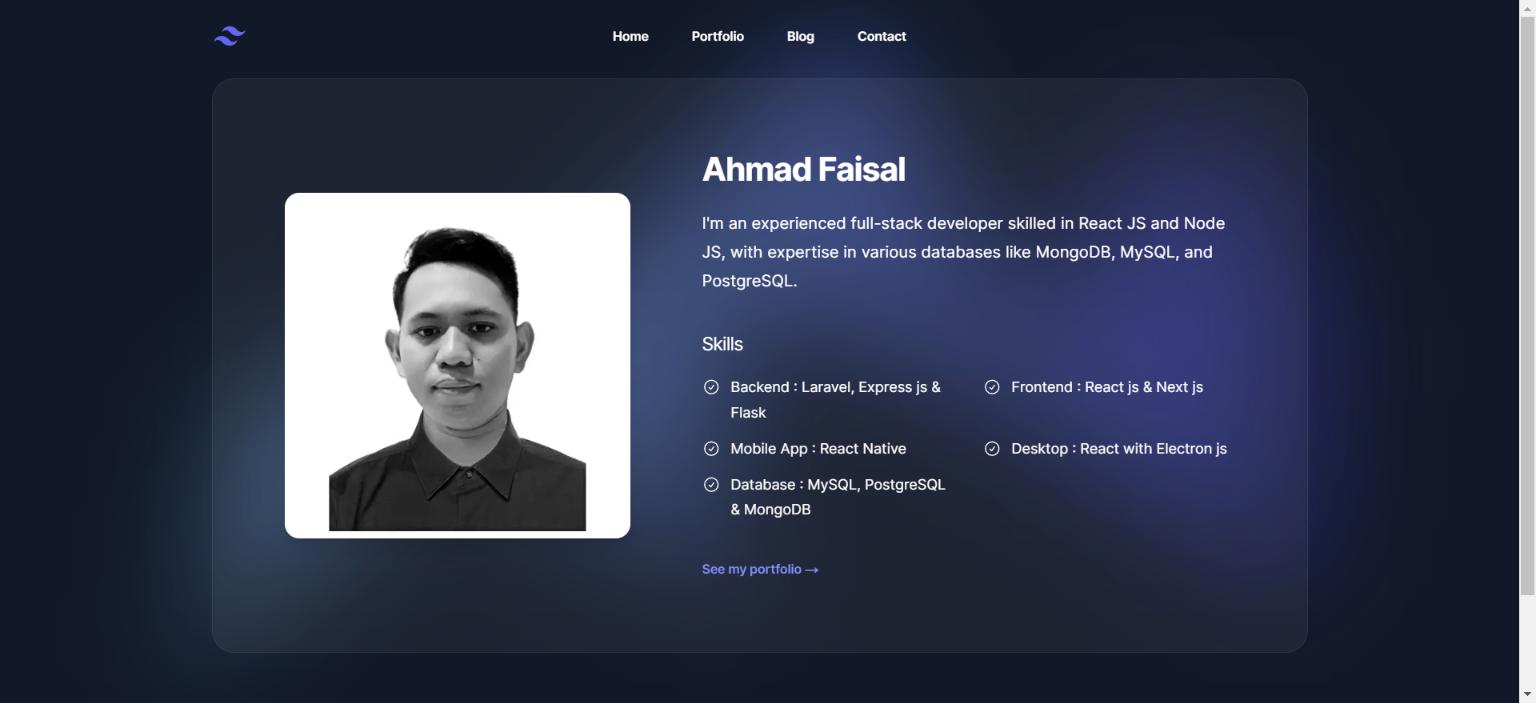 Home
Portfolio
Blog
Contact
Ahmad Faisal
I'm an experienced full-stack developer skilled in React JS and Node
JS, with expertise in various databases like MongoDB, MySQL, and
PostgreSQL.
Skills
Backend : Laravel, Express js &
Flask
Frontend : React js & Next js
Mobile App : React Native
Desktop : React with Electron js
Database : MySQL, PostgreSQL
& MongoDB
See my portfolio →